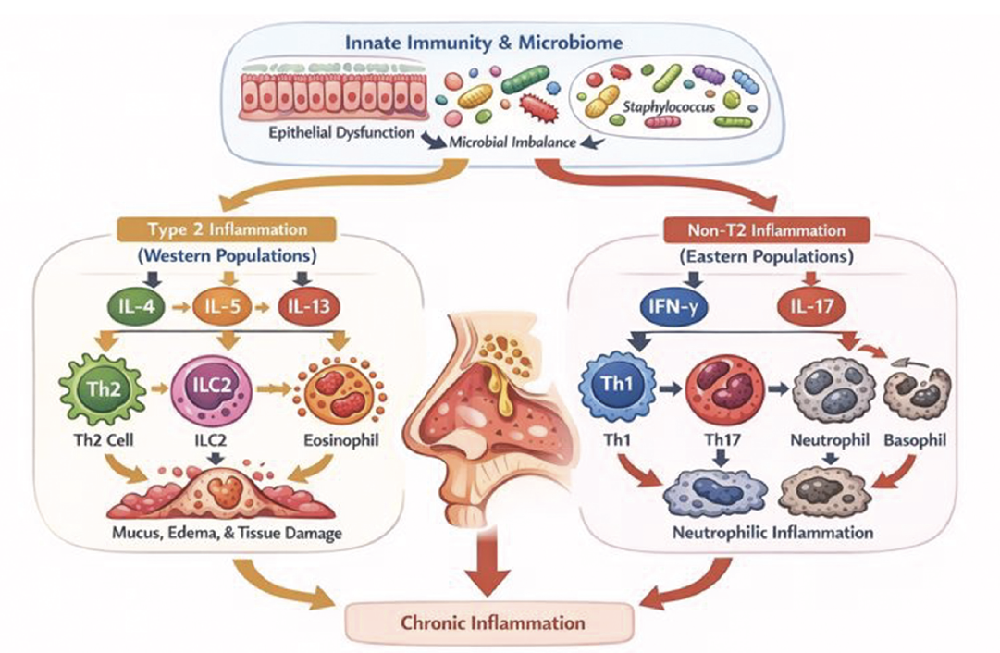 Innate Immunity & Microbiome
Staphylococcus
Epithelial Dysfunction
Microbial Imbalance
Type 2 Inflammation
(Western Populations)
IL-4
IL-5
IL-13
Th2
ILC2
Th2 Cell
ILC2
Eosinophil
Mucus, Edema, & Tissue Damage
Non-T2 Inflammation
(Eastern Populations)
IFN-γ
IL-17
Th1
Th1
Th17
Neutrophil
Basophil
Neutrophilic Inflammation
Chronic Inflammation